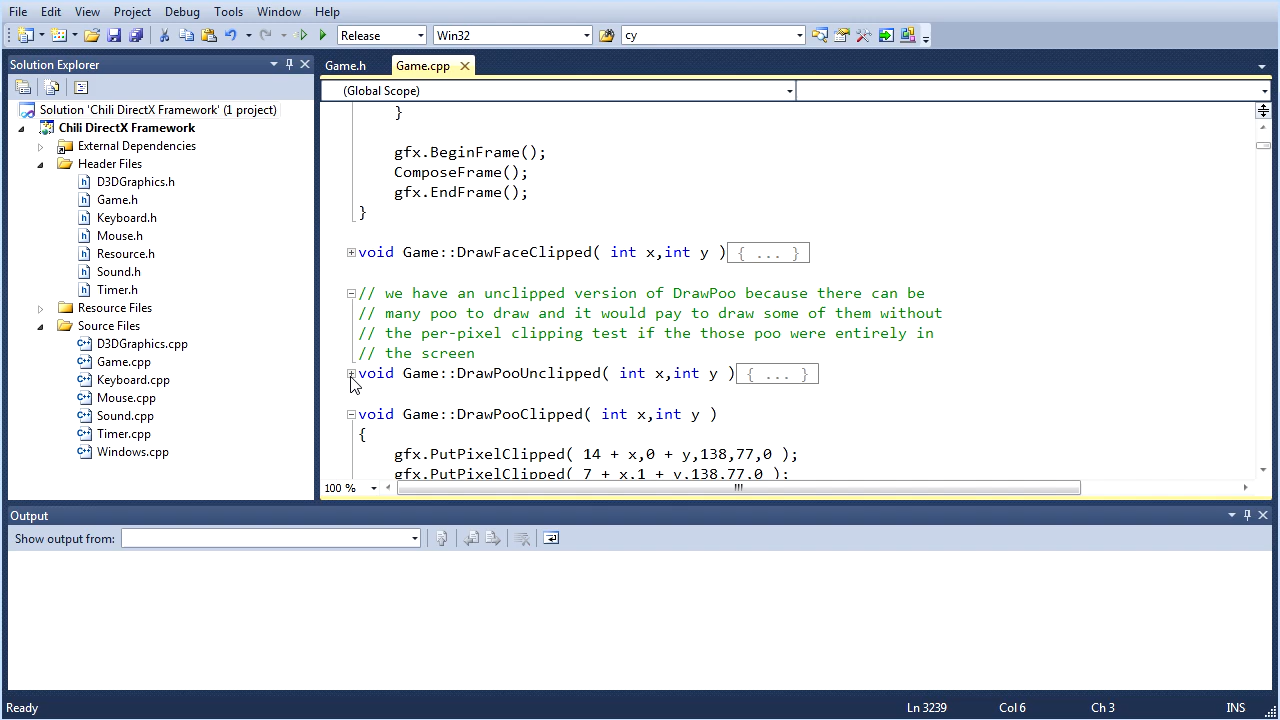 File Edit View Project Debug Tools Window Help
Release Win32 cy
Solution Explorer
Game.h Game.cpp
(Global Scope)
Solution 'Chili DirectX Framework' (1 project)
Chili DirectX Framework
External Dependencies
Header Files
D3DGraphics.h
Game.h
Keyboard.h
Mouse.h
Resource.h
Sound.h
Timer.h
Resource Files
Source Files
D3DGraphics.cpp
Game.cpp
Keyboard.cpp
Mouse.cpp
Sound.cpp
Timer.cpp
Windows.cpp
}
gfx.BeginFrame();
ComposeFrame();
gfx.EndFrame();
}
void Game::DrawFaceClipped( int x,int y ){ ... }
// we have an unclipped version of DrawPoo because there can be
// many poo to draw and it would pay to draw some of them without
// the per-pixel clipping test if the those poo were entirely in
// the screen
void Game::DrawPooUnclipped( int x,int y ){ ... }
void Game::DrawPooClipped( int x,int y )
{
gfx.PutPixelClipped( 14 + x,0 + y,138,77,0 );
gfx.PutPixelClipped( 7 + x,1 + y,138,77,0 );
100 %
Output
Show output from:
Ready Ln 3239 Col 6 Ch 3 INS